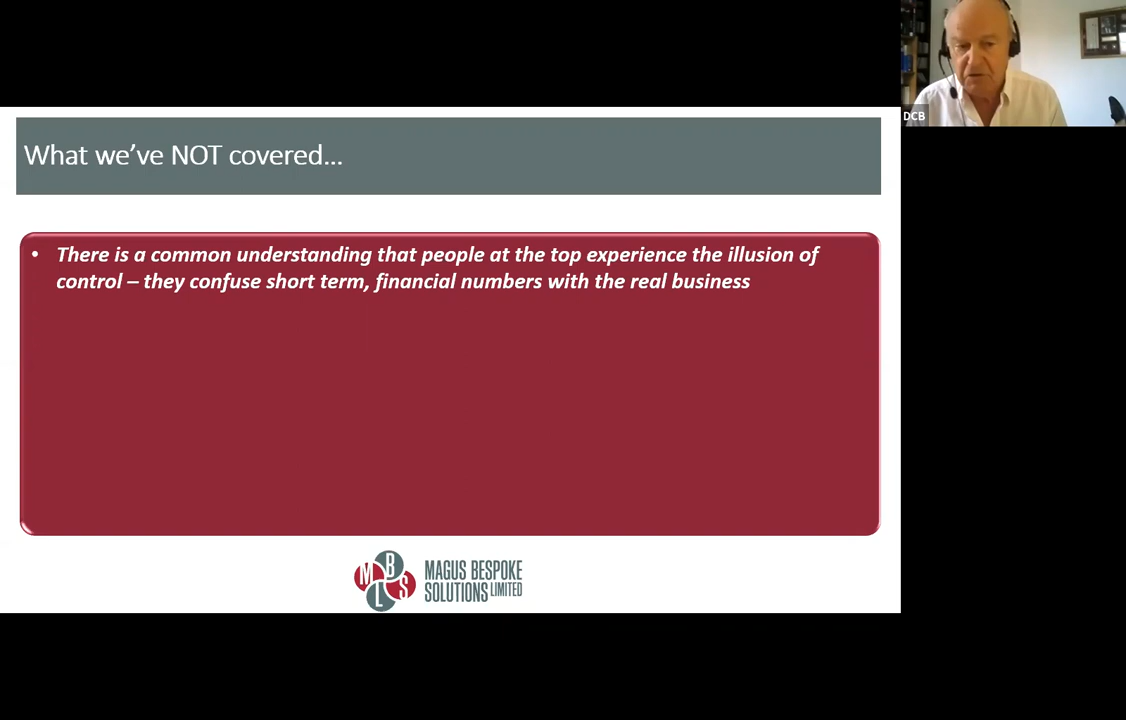 DCB
What we've NOT covered...
• There is a common understanding that people at the top experience the illusion of
control – they confuse short term, financial numbers with the real business
M B L S
MAGUS BESPOKE
SOLUTIONS LIMITED